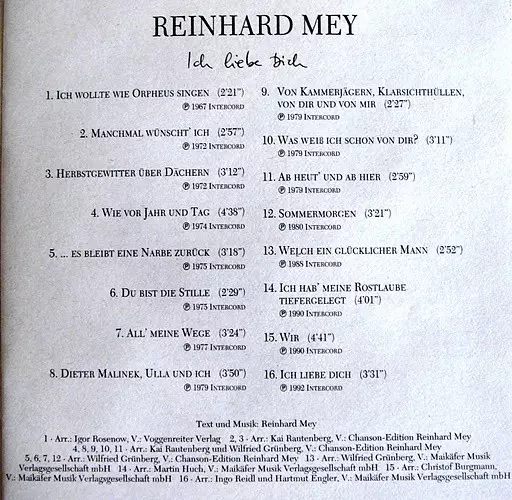 REINHARD MEY
Ich liebe Dich
1. Ich wollte wie Orpheus singen (2'21")
℗ 1967 Intercord
2. Manchmal wünscht' ich (2'57")
℗ 1972 Intercord
3. Herbstgewitter über Dächern (3'12")
℗ 1972 Intercord
4. Wie vor Jahr und Tag (4'38")
℗ 1974 Intercord
5. ... es bleibt eine Narbe zurück (3'18")
℗ 1975 Intercord
6. Du bist die Stille (2'29")
℗ 1975 Intercord
7. All' meine Wege (3'24")
℗ 1977 Intercord
8. Dieter Malinek, Ulla und ich (3'50")
℗ 1979 Intercord
9. Von Kammerjägern, Klarsichthüllen,
von dir und von mir (2'27")
℗ 1979 Intercord
10. Was weiß ich schon von dir? (3'11")
℗ 1979 Intercord
11. Ab heut' und ab hier (2'59")
℗ 1979 Intercord
12. Sommermorgen (3'21")
℗ 1980 Intercord
13. Welch ein glücklicher Mann (2'52")
℗ 1988 Intercord
14. Ich hab' meine Rostlaube
tiefergelegt (4'01")
℗ 1990 Intercord
15. Wir (4'41")
℗ 1990 Intercord
16. Ich liebe dich (3'31")
℗ 1992 Intercord
Text und Musik: Reinhard Mey
1 · Arr.: Igor Rosenow, V.: Voggenreiter Verlag 2, 3 · Arr.: Kai Rautenberg, V.: Chanson-Edition Reinhard Mey
4, 8, 9, 10, 11 · Arr.: Kai Rautenberg und Wilfried Grünberg, V.: Chanson-Edition Reinhard Mey
5, 6, 7, 12 · Arr.: Wilfried Grünberg, V.: Chanson-Edition Reinhard Mey 13 · Arr.: Wilfried Grünberg, V.: Maikäfer Musik
Verlagsgesellschaft mbH 14 · Arr.: Martin Huch, V.: Maikäfer Musik Verlagsgesellschaft mbH 15 · Arr.: Christof Burgmann,
V.: Maikäfer Musik Verlagsgesellschaft mbH 16 · Arr.: Ingo Reidl und Hartmut Engler, V.: Maikäfer Musik Verlagsgesellschaft mbH